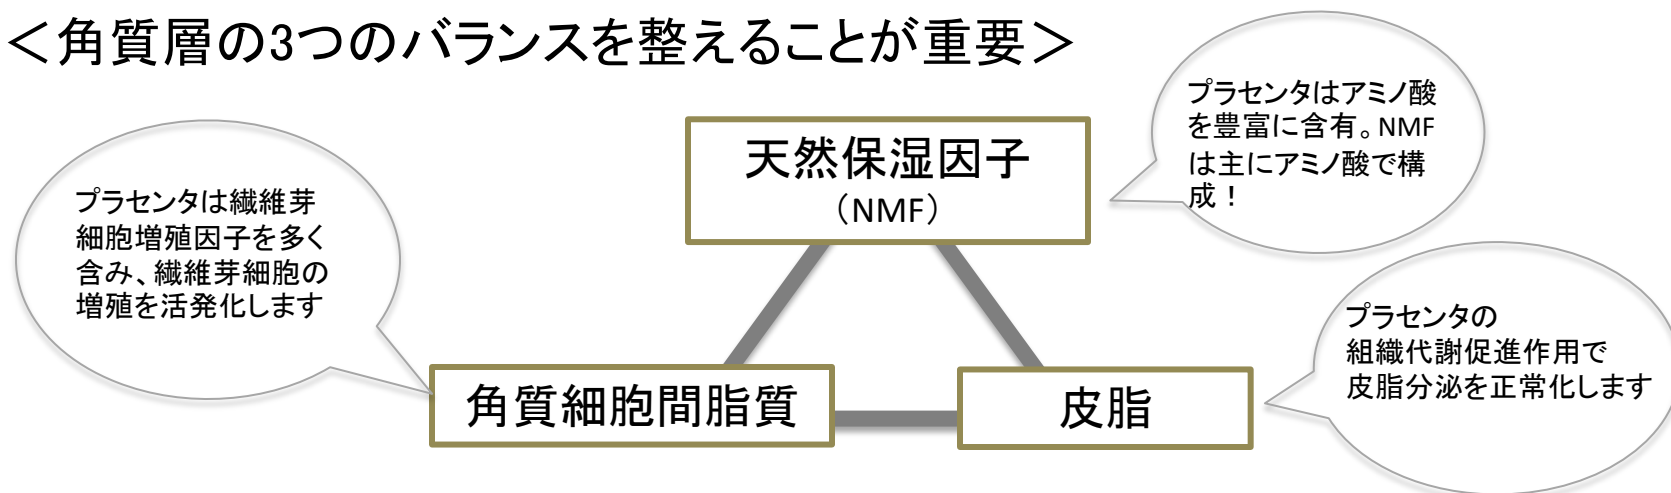 ＜角質層の3つのバランスを整えることが重要＞
プラセンタはアミノ酸
を豊富に含有。NMF
は主にアミノ酸で構
成！
天然保湿因子
（NMF）
プラセンタは繊維芽
細胞増殖因子を多く
含み、繊維芽細胞の
増殖を活発化します
プラセンタの
組織代謝促進作用で
皮脂分泌を正常化します
角質細胞間脂質
皮脂